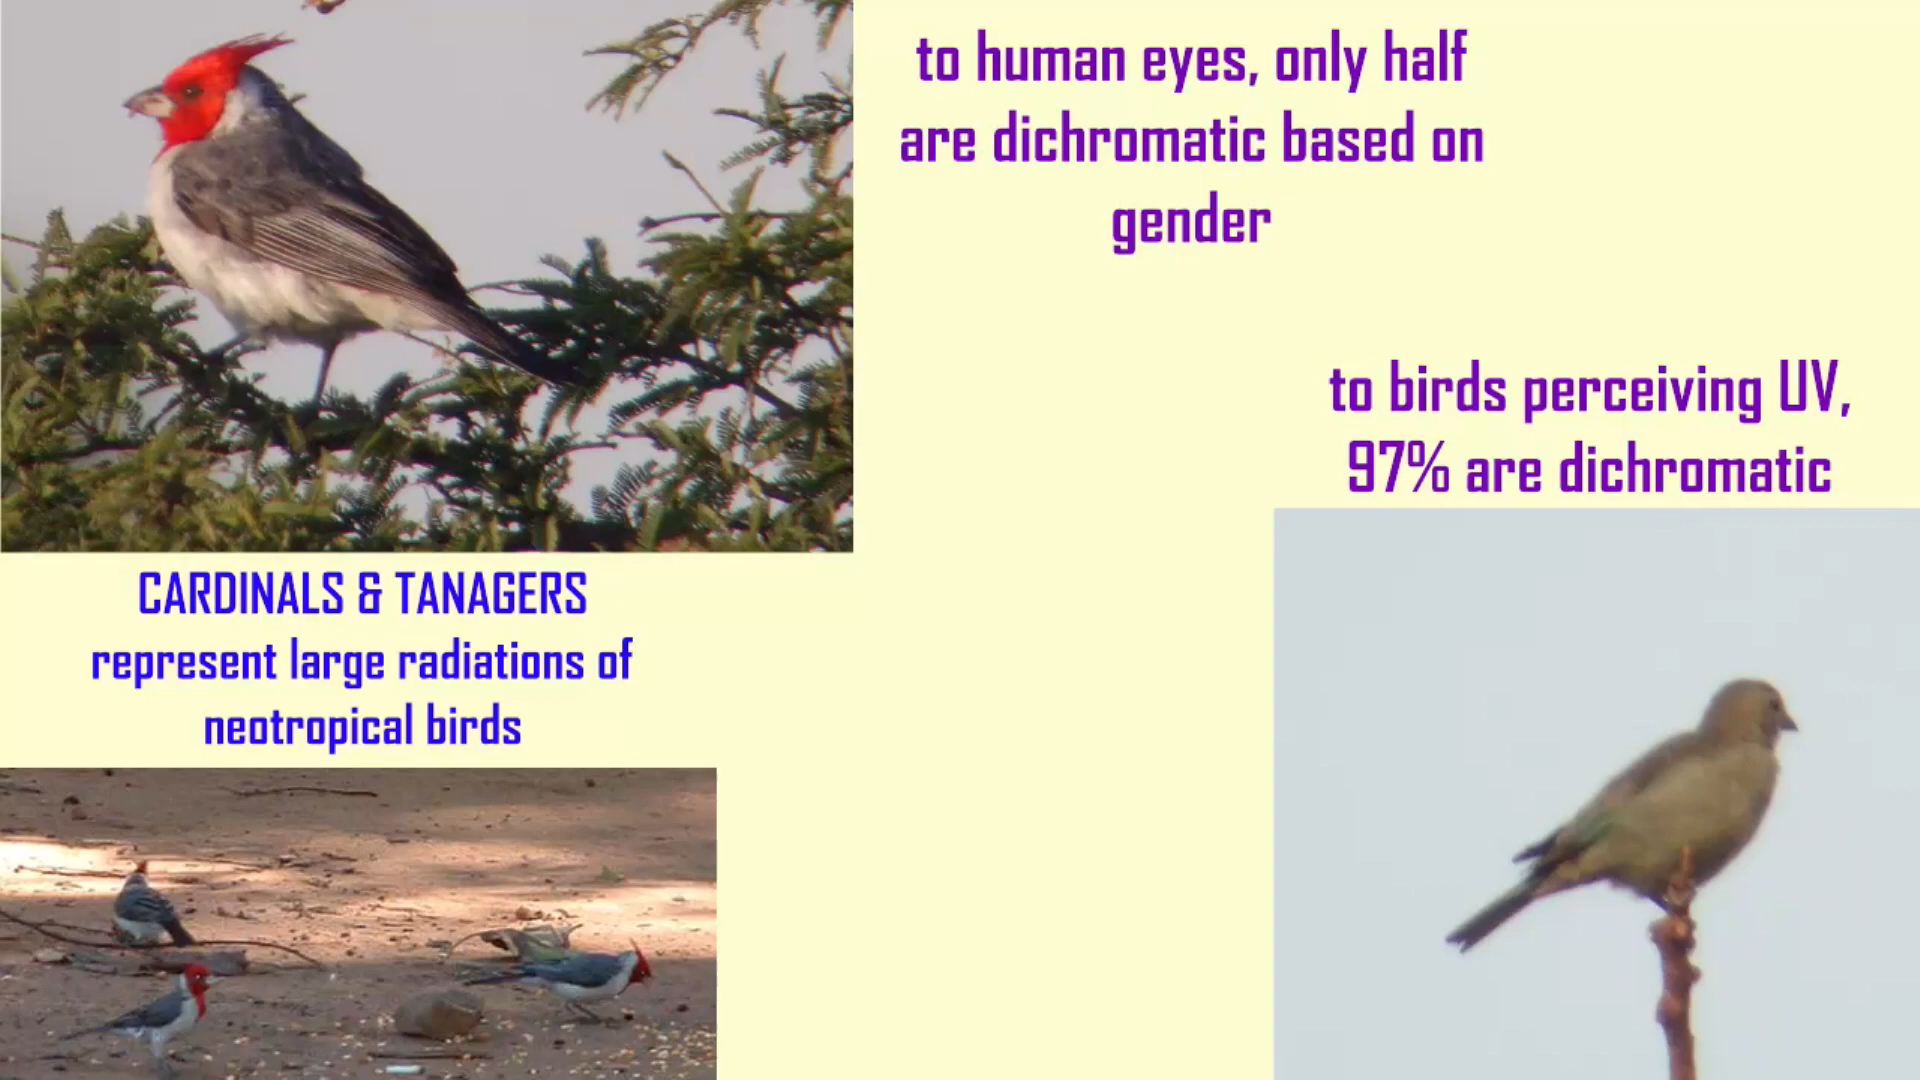 to human eyes, only half
are dichromatic based on
gender
to birds perceiving UV,
97% are dichromatic
CARDINALS & TANAGERS
represent large radiations of
neotropical birds